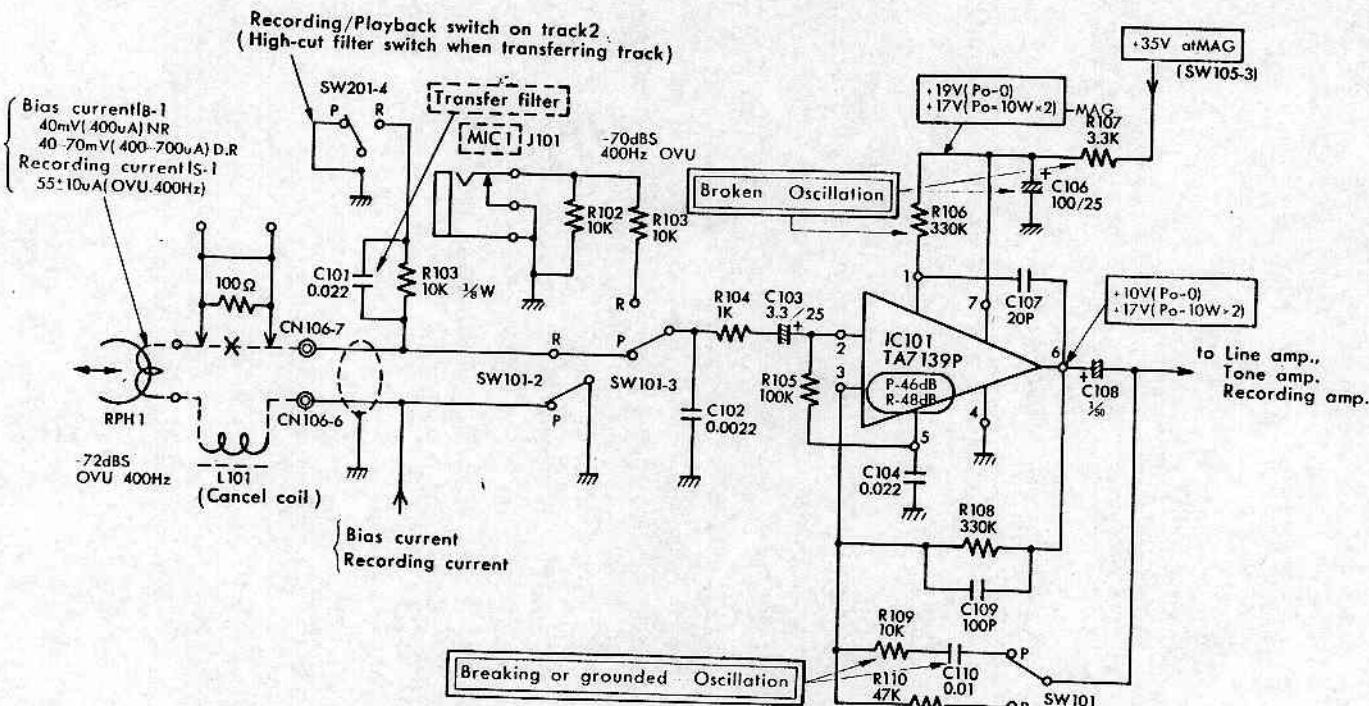 Recording/Playback switch on track2
( High-cut filter switch when transferring track)
SW201-4
P R
Transfer filter
MIC 1 J101
-70dBS
400Hz OVU
Bias currentIB-1
40mV( 400uA) NR
40-70mV( 400--700uA) D.R
Recording current IS-1
55±10uA( OVU.400Hz)
+35V atMAG
(SW105-3)
+19V( Po-0)
+17V( Po-10W×2)
MAG
R107
3.3K
Broken Oscillation
+
C106
100/25
R106
330K
R102
10K
R103
10K
C101
0.022
R103
10K ⅛W
100Ω
CN106-7
R
1
7
C107
20P
+10V( Po-0)
+17V( Po-10W×2)
R104
1K
C103
3.3/25
+
2
IC101
TA7139P
P-46dB
R-48dB
6
to Line amp.,
Tone amp.
Recording amp.
+
C108
1/50
R
P
SW101-2
P
SW101-3
R105
100K
3
4
5
RPH 1
CN106-6
C102
0.0022
C104
0.022
-72dBS
OVU 400Hz
L101
(Cancel coil)
Bias current
Recording current
R108
330K
C109
100P
R109
10K
P
Breaking or grounded Oscillation
C110
0.01
R110
47K
SW101